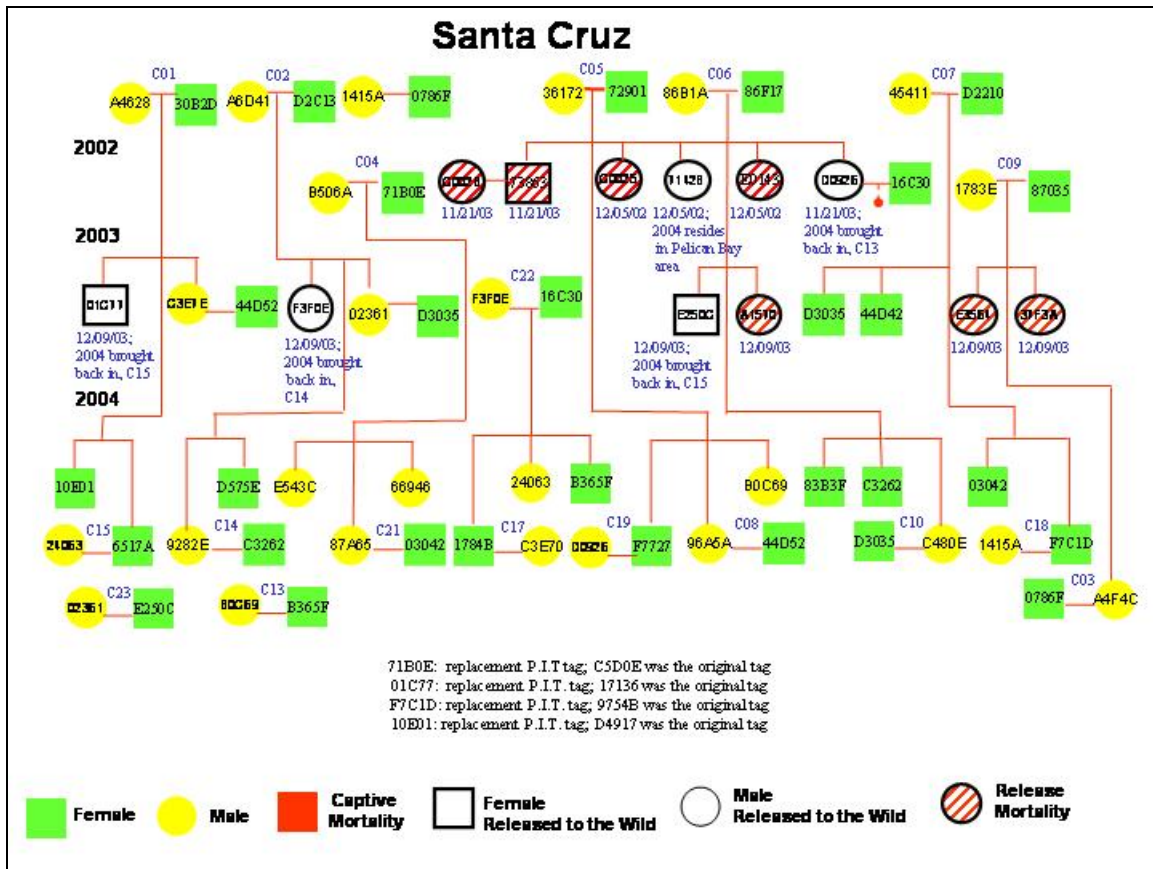 Santa Cruz
C01 C02 C05 C06 C07
A4628 30B2D A6D41 D2C13 1415A 0786F 36172 72901 86B1A 86F17 45411 D2210
2002
C04 C09
B506A 71B0E 73863 11428 ED143 00926 16C30 1783E 87035
11/21/03 11/21/03 12/05/02 12/05/02; 12/05/02 11/21/03;
2004 resides 2004 brought
in Pelican Bay back in, C13
area
2003
C22
01C77 C3E1E 44D52 F3F0E 02361 D3035 F3F0E 16C30 E250C A1510 D3035 44D42 E3561 31F3A
12/09/03; 12/09/03; 12/09/03; 12/09/03 12/09/03 12/09/03
2004 brought 2004 brought 2004 brought
back in, C15 back in, back in, C15
C14
2004
10E01 D575E E543C 66946 24063 B365F B0C69 83B3F C3262 03042
C15 C14 C21 C17 C19 C08 C10 C18
24063 6517A 9282E C3262 87A65 03042 1784B C3E70 00926 F7727 96A5A 44D52 D3035 C480E 1415A F7C1D
C23 C13 C03
02361 E250C B0C69 B365F 0786F A4F4C
71B0E: replacement P.I.T tag; C5D0E was the original tag
01C77: replacement P.I.T. tag; 17136 was the original tag
F7C1D: replacement P.I.T. tag; 9754B was the original tag
10E01: replacement P.I.T. tag; D4917 was the original tag
Female
Male
Captive
Mortality
Female
Released to the Wild
Male
Released to the Wild
Release
Mortality